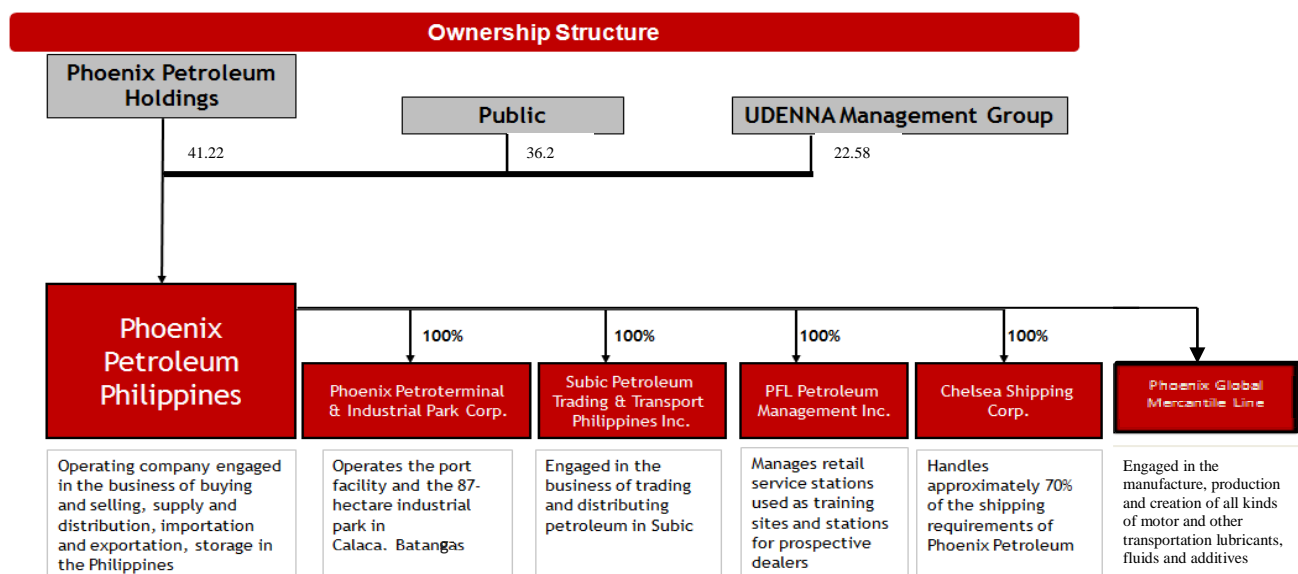 Ownership Structure
Phoenix Petroleum
Holdings
Public
UDENNA Management Group
41.22
36.2
22.58
Phoenix
Petroleum
Philippines
100%
100%
100%
100%
Phoenix Petroterminal
& Industrial Park Corp.
Subic Petroleum
Trading & Transport
Philippines Inc.
PFL Petroleum
Management Inc.
Chelsea Shipping
Corp.
Phoenix Global
Mercantile Line
Operating company engaged
in the business of buying
and selling, supply and
distribution, importation
and exportation, storage in
the Philippines
Operates the port
facility and the 87-
hectare industrial
park in
Calaca. Batangas
Engaged in the
business of trading
and distributing
petroleum in Subic
Manages retail
service stations
used as training
sites and stations
for prospective
dealers
Handles
approximately 70%
of the shipping
requirements of
Phoenix Petroleum
Engaged in the
manufacture, production
and creation of all kinds
of motor and other
transportation lubricants,
fluids and additives